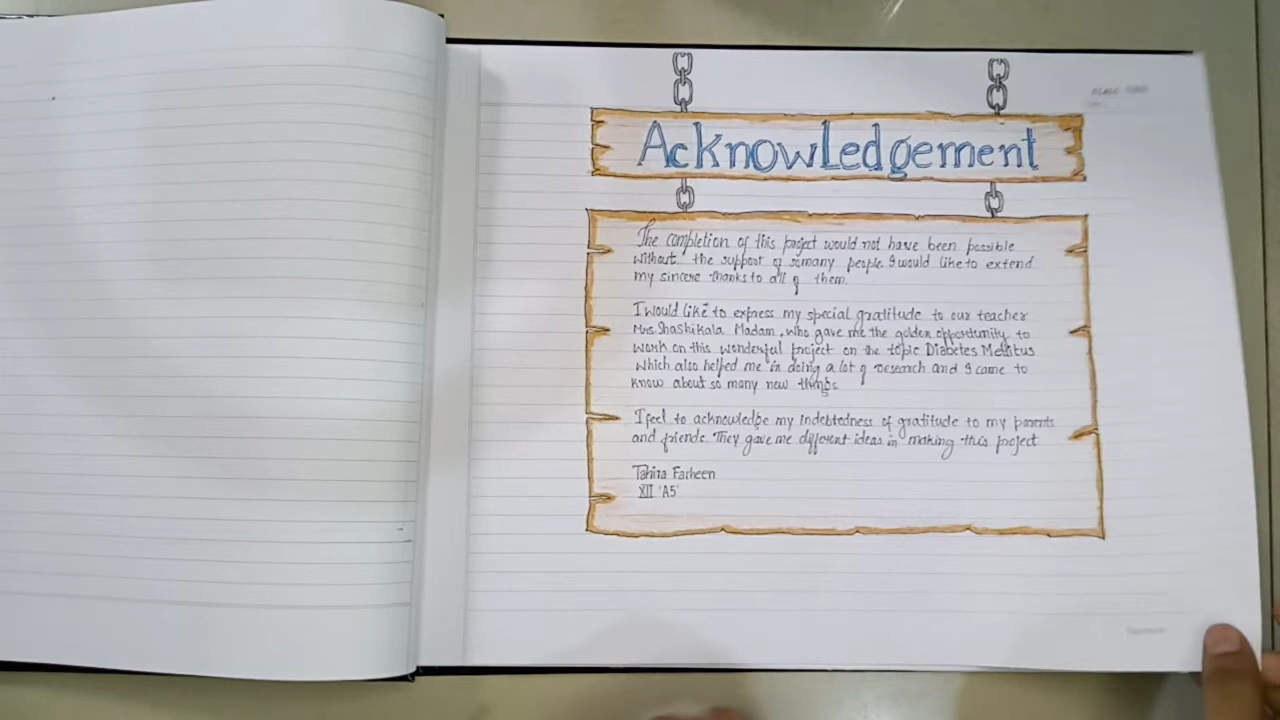 Acknowledgement
The completion of this project would not have been possible
without the support of so many people. I would like to extend
my sincere thanks to all of them.
I would like to express my special gratitude to our teacher
Mrs. Shashikala Madam, who gave me the golden opportunity to
work on this wonderful project on the topic Diabetes Mellitus
which also helped me in doing a lot of research and I came to
know about so many new things.
I feel to acknowledge my indebtedness of gratitude to my parents
and friends. They gave me different ideas in making this project
Tahira Farheen
XII 'A5'